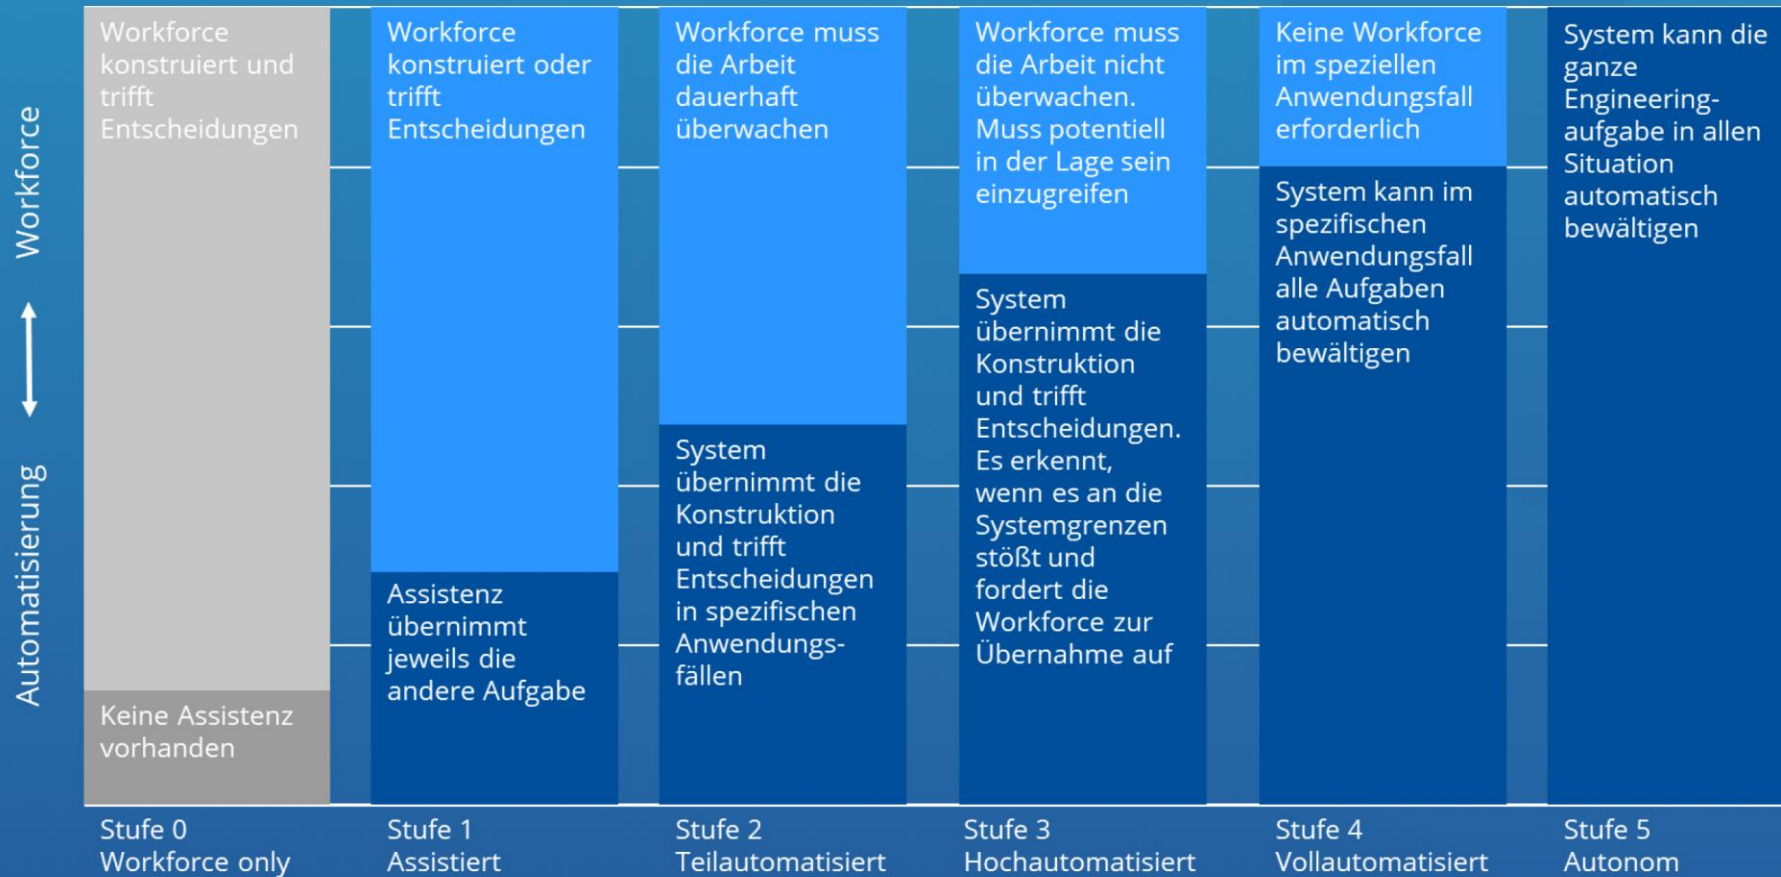 Workforce
Automatisierung
Workforce
konstruiert und
trifft
Entscheidungen
Keine Assistenz
vorhanden
Stufe 0
Workforce only
Workforce
konstruiert oder
trifft
Entscheidungen
Assistenz
übernimmt
jeweils die
andere Aufgabe
Stufe 1
Assistiert
Workforce muss
die Arbeit
dauerhaft
überwachen
System
übernimmt die
Konstruktion
und trifft
Entscheidungen
in spezifischen
Anwendungs-
fällen
Stufe 2
Teilautomatisiert
Workforce muss
die Arbeit nicht
überwachen.
Muss potentiell
in der Lage sein
einzugreifen
System
übernimmt die
Konstruktion
und trifft
Entscheidungen.
Es erkennt,
wenn es an die
Systemgrenzen
stößt und
fordert die
Workforce zur
Übernahme auf
Stufe 3
Hochautomatisiert
Keine Workforce
im speziellen
Anwendungsfall
erforderlich
System kann im
spezifischen
Anwendungsfall
alle Aufgaben
automatisch
bewältigen
Stufe 4
Vollautomatisiert
System kann die
ganze
Engineering-
aufgabe in allen
Situation
automatisch
bewältigen
Stufe 5
Autonom